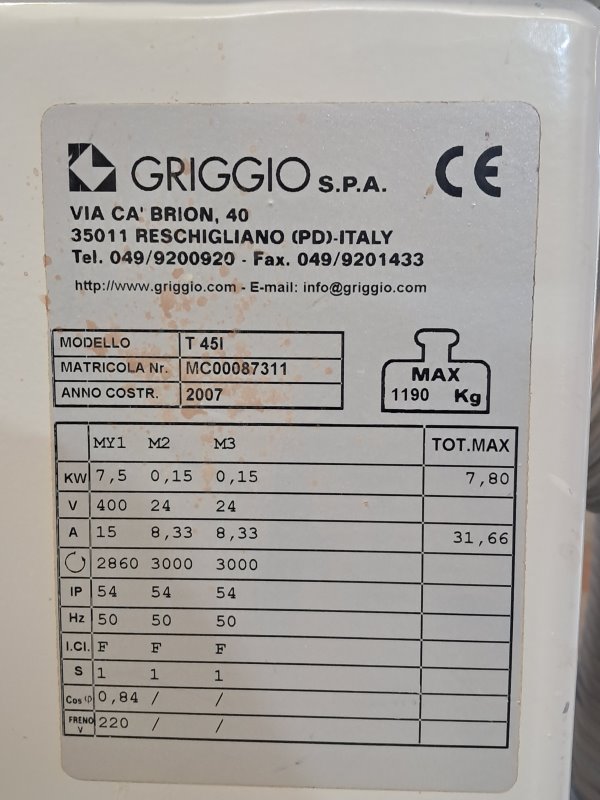 GRIGGIO S.P.A. CE
VIA CA' BRION, 40
35011 RESCHIGLIANO (PD)-ITALY
Tel. 049/9200920 - Fax. 049/9201433
http://www.griggio.com - E-mail: info@griggio.com
MODELLO T 45I
MATRICOLA Nr. MC00087311
ANNO COSTR. 2007
MAX
1190 Kg
MY1 M2 M3 TOT.MAX
KW 7,5 0,15 0,15 7,80
V 400 24 24
A 15 8,33 8,33 31,66
2860 3000 3000
IP 54 54 54
Hz 50 50 50
I.Cl. F F F
S 1 1 1
Cos φ 0,84 / /
FRENO V 220 / /